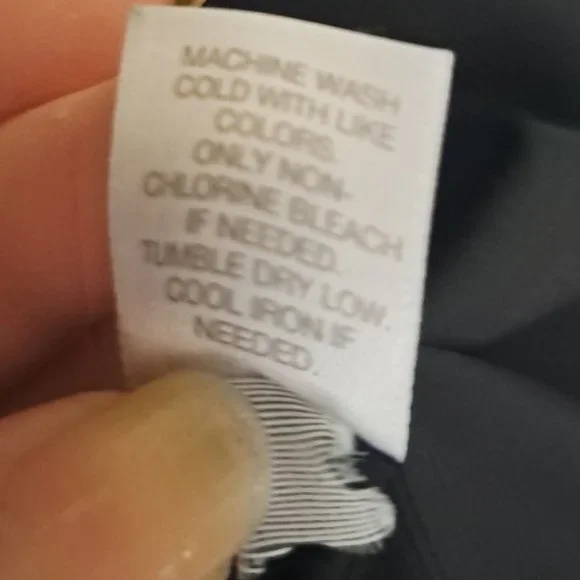 MACHINE WASH
COLD WITH LIKE
COLORS.
ONLY NON-
CHLORINE BLEACH
IF NEEDED.
TUMBLE DRY LOW.
COOL IRON IF
NEEDED.